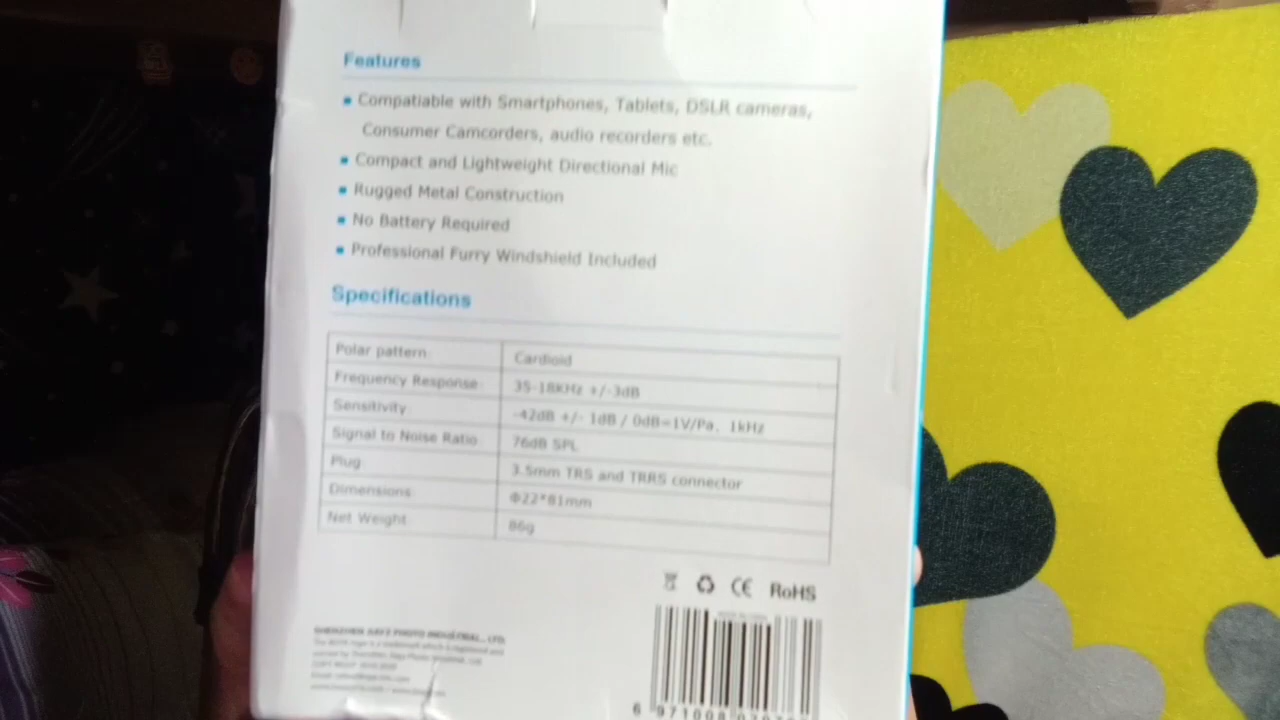 Features
▪ Compatiable with Smartphones, Tablets, DSLR cameras,
Consumer Camcorders, audio recorders etc.
▪ Compact and Lightweight Directional Mic
▪ Rugged Metal Construction
▪ No Battery Required
▪ Professional Furry Windshield Included
Specifications
Polar pattern: Cardioid
Frequency Response: 35-18KHz +/-3dB
Sensitivity: -42dB +/- 1dB / 0dB=1V/Pa, 1kHz
Signal to Noise Ratio: 76dB SPL
Plug: 3.5mm TRS and TRRS connector
Dimensions: Φ22*81mm
Net Weight: 86g
CE RoHS
6 971008